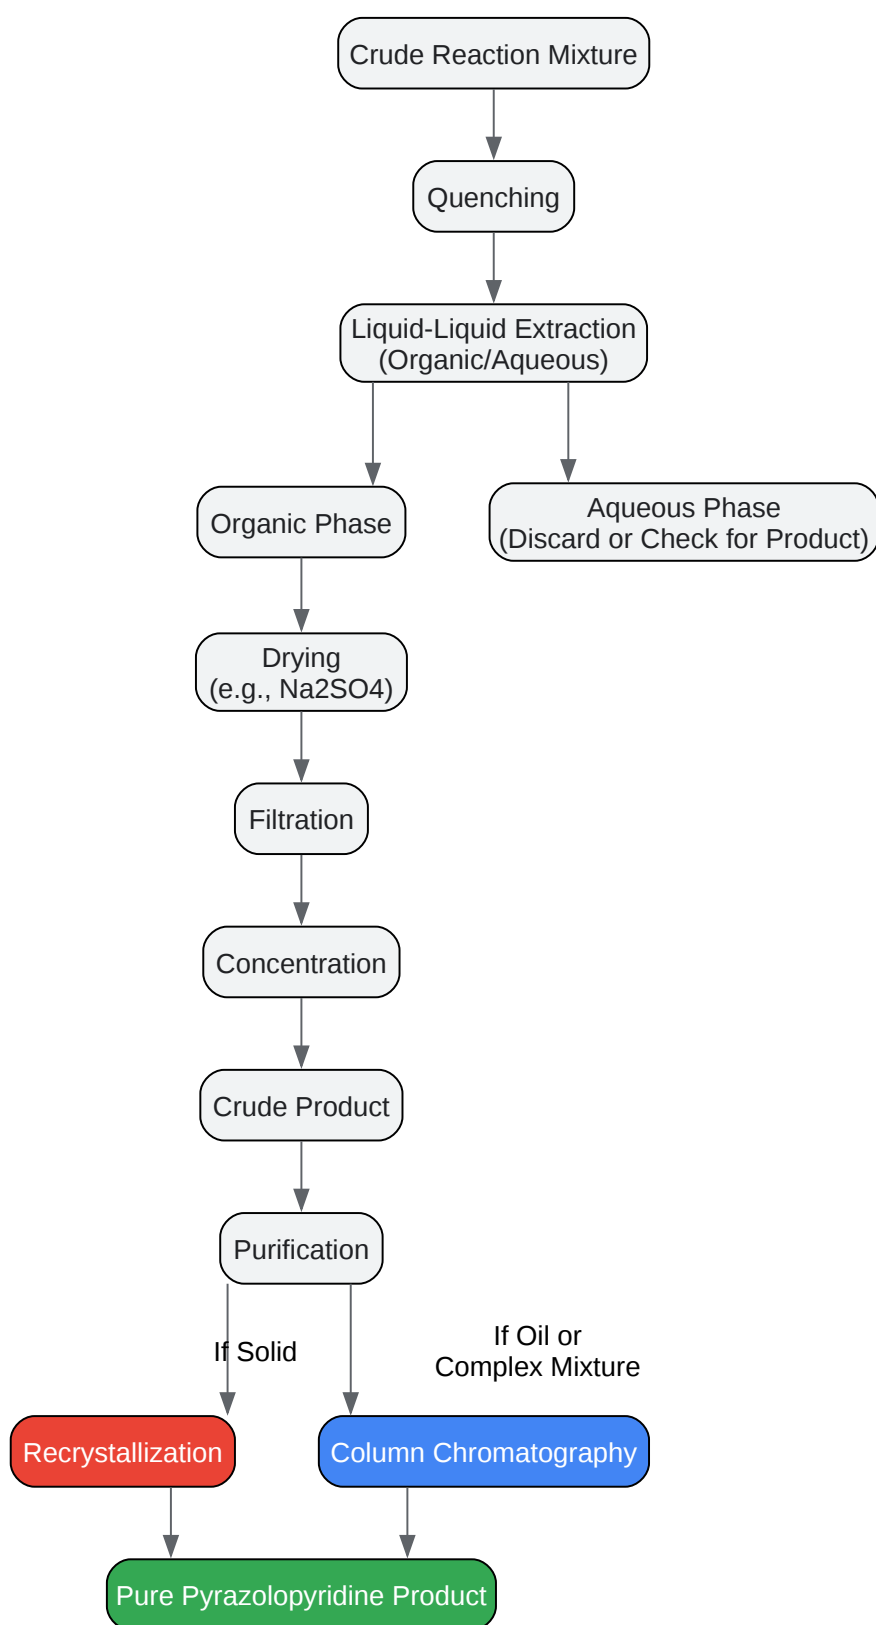 Crude Reaction Mixture
Quenching
Liquid-Liquid Extraction
(Organic/Aqueous)
Organic Phase
Aqueous Phase
(Discard or Check for Product)
Drying
(e.g., Na2SO4)
Filtration
Concentration
Crude Product
Purification
If Solid
If Oil or
Complex Mixture
Recrystallization
Column Chromatography
Pure Pyrazolopyridine Product